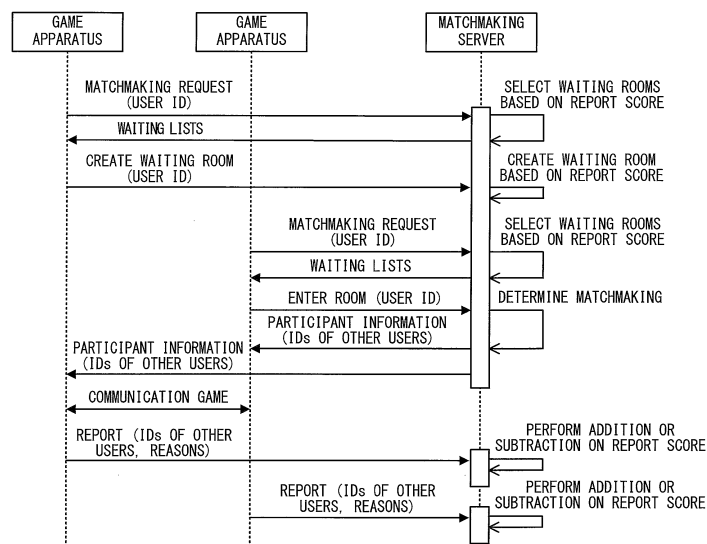 GAME
APPARATUS
GAME
APPARATUS
MATCHMAKING
SERVER
MATCHMAKING REQUEST
(USER ID)
SELECT WAITING ROOMS
BASED ON REPORT SCORE
WAITING LISTS
CREATE WAITING ROOM
(USER ID)
CREATE WAITING ROOM
BASED ON REPORT SCORE
MATCHMAKING REQUEST
(USER ID)
SELECT WAITING ROOMS
BASED ON REPORT SCORE
WAITING LISTS
ENTER ROOM (USER ID)
DETERMINE MATCHMAKING
PARTICIPANT INFORMATION
(IDs OF OTHER USERS)
PARTICIPANT INFORMATION
(IDs OF OTHER USERS)
COMMUNICATION GAME
REPORT (IDs OF OTHER
USERS, REASONS)
PERFORM ADDITION OR
SUBTRACTION ON REPORT SCORE
REPORT (IDs OF OTHER
USERS, REASONS)
PERFORM ADDITION OR
SUBTRACTION ON REPORT SCORE